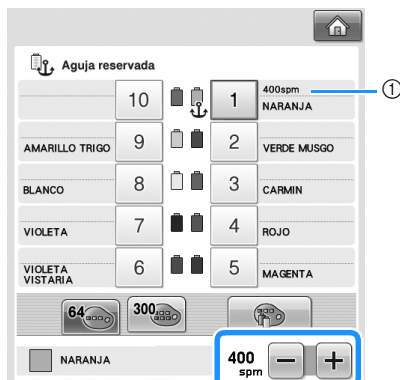 Aguja reservada
①
10
1
400spm
NARANJA
AMARILLO TRIGO
9
2
VERDE MUSGO
BLANCO
8
3
CARMIN
VIOLETA
7
4
ROJO
VIOLETA
VISTARIA
6
5
MAGENTA
64
300
NARANJA
400
spm